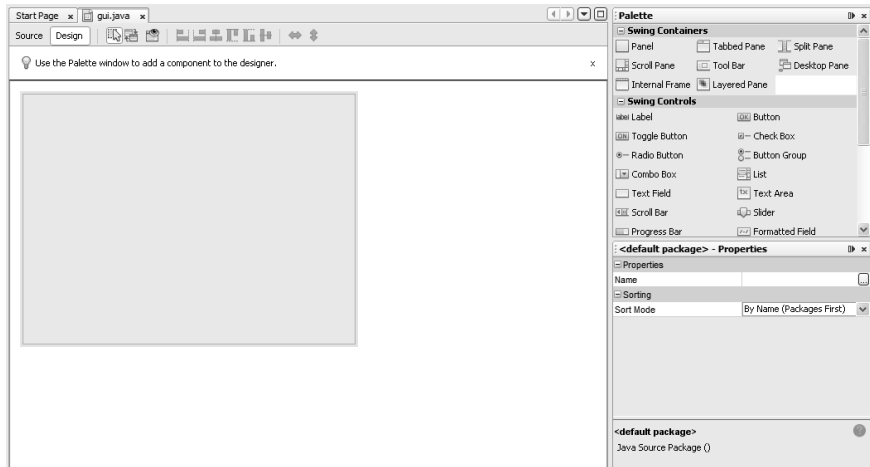 Start Page x gui.java x
Source Design
Use the Palette window to add a component to the designer. x
Palette x
Swing Containers
Panel Tabbed Pane Split Pane
Scroll Pane Tool Bar Desktop Pane
Internal Frame Layered Pane
Swing Controls
label Label OK Button
ON Toggle Button Check Box
Radio Button Button Group
Combo Box List
Text Field tx Text Area
Scroll Bar Slider
Progress Bar Formatted Field
<default package> - Properties x
Properties
Name ...
Sorting
Sort Mode By Name (Packages First)
<default package> ?
Java Source Package ()